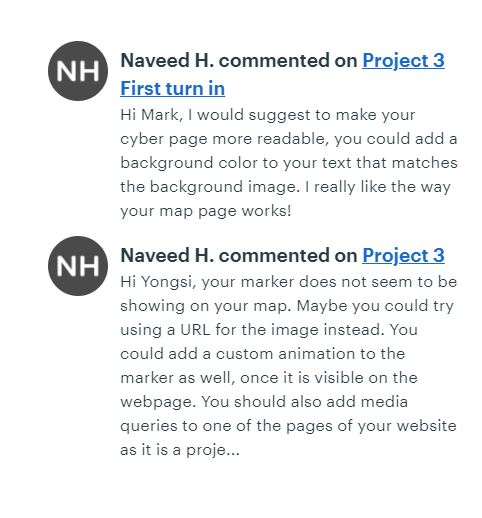 NH
Naveed H. commented on Project 3
First turn in
Hi Mark, I would suggest to make your
cyber page more readable, you could add a
background color to your text that matches
the background image. I really like the way
your map page works!
NH
Naveed H. commented on Project 3
Hi Yongsi, your marker does not seem to be
showing on your map. Maybe you could try
using a URL for the image instead. You
could add a custom animation to the
marker as well, once it is visible on the
webpage. You should also add media
queries to one of the pages of your website
as it is a proje...